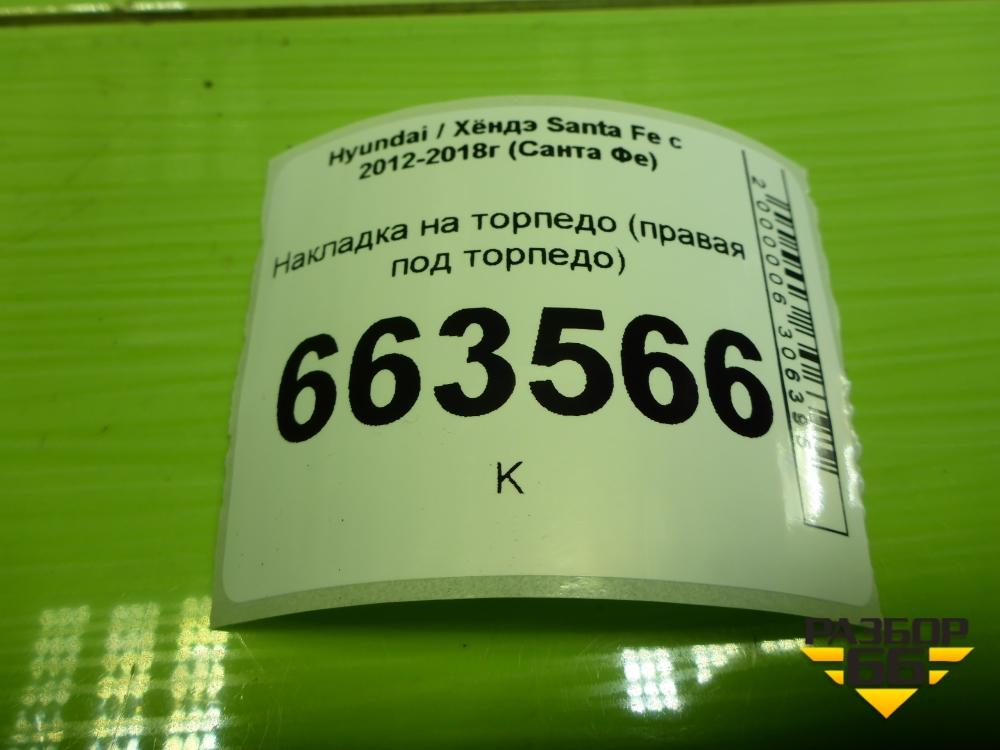 Hyundai / Хёндэ Santa Fe с
2012-2018г (Санта Фе)
Накладка на торпедо (правая
под торпедо)
663566
К
2000006306395
РАЗБОР
66